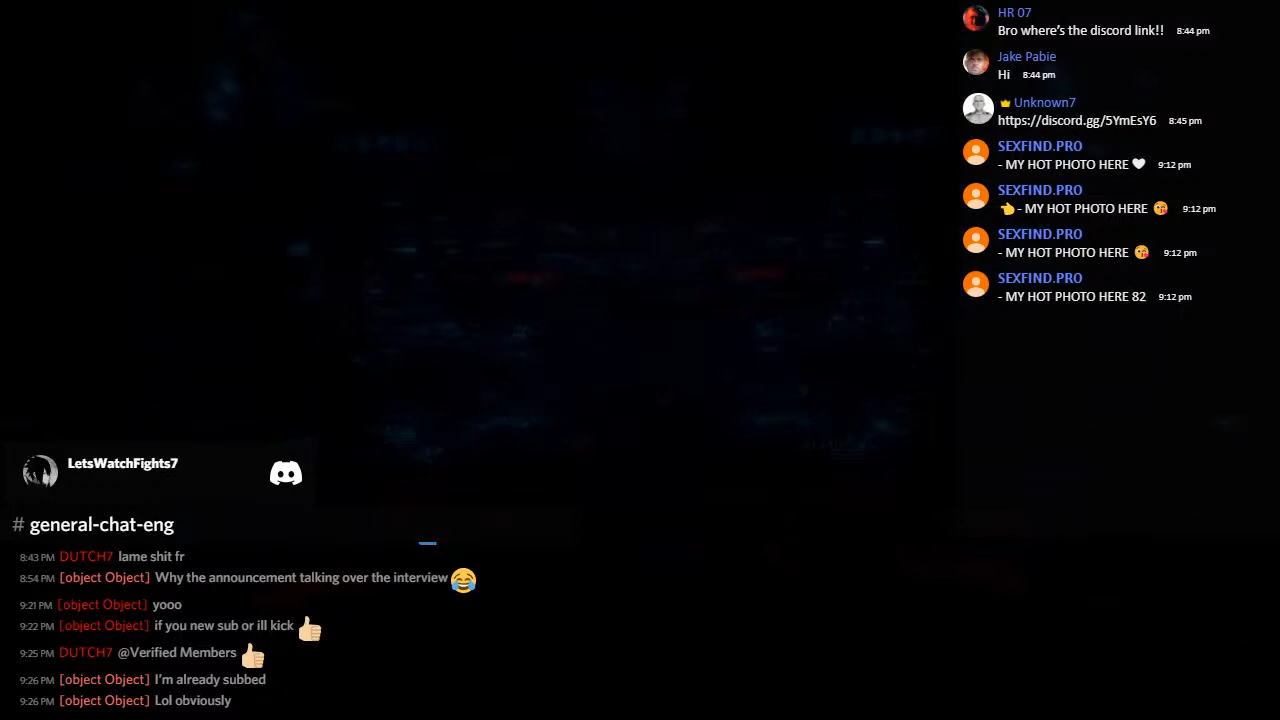 HR 07
Bro where's the discord link!! 8:44 pm
Jake Pabie
Hi 8:44 pm
Unknown7
https://discord.gg/5YmEsY6 8:45 pm
SEXFIND.PRO
- MY HOT PHOTO HERE 🤍 9:12 pm
SEXFIND.PRO
👈 - MY HOT PHOTO HERE 😘 9:12 pm
SEXFIND.PRO
- MY HOT PHOTO HERE 😘 9:12 pm
SEXFIND.PRO
- MY HOT PHOTO HERE 82 9:12 pm
LetsWatchFights7
# general-chat-eng
8:43 PM DUTCH7 lame shit fr
8:54 PM [object Object] Why the announcement talking over the interview 😂
9:21 PM [object Object] yooo
9:22 PM [object Object] if you new sub or ill kick 👍🏼
9:25 PM DUTCH7 @Verified Members 👍🏼
9:26 PM [object Object] I'm already subbed
9:26 PM [object Object] Lol obviously